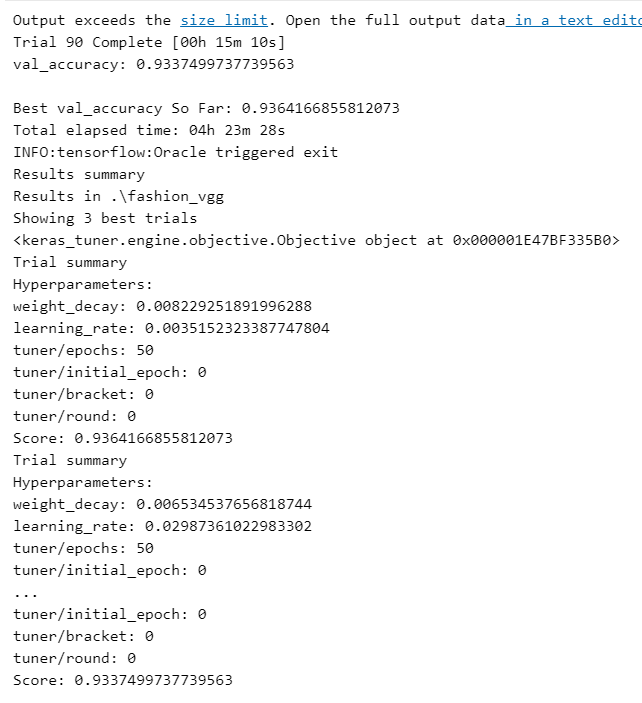 Output exceeds the size limit. Open the full output data in a text edito
Trial 90 Complete [00h 15m 10s]
val_accuracy: 0.9337499737739563
Best val_accuracy So Far: 0.9364166855812073
Total elapsed time: 04h 23m 28s
INFO:tensorflow:Oracle triggered exit
Results summary
Results in .\fashion_vgg
Showing 3 best trials
<keras_tuner.engine.objective.Objective object at 0x000001E47BF335B0>
Trial summary
Hyperparameters:
weight_decay: 0.008229251891996288
learning_rate: 0.0035152323387747804
tuner/epochs: 50
tuner/initial_epoch: 0
tuner/bracket: 0
tuner/round: 0
Score: 0.9364166855812073
Trial summary
Hyperparameters:
weight_decay: 0.006534537656818744
learning_rate: 0.02987361022983302
tuner/epochs: 50
tuner/initial_epoch: 0
...
tuner/initial_epoch: 0
tuner/bracket: 0
tuner/round: 0
Score: 0.9337499737739563